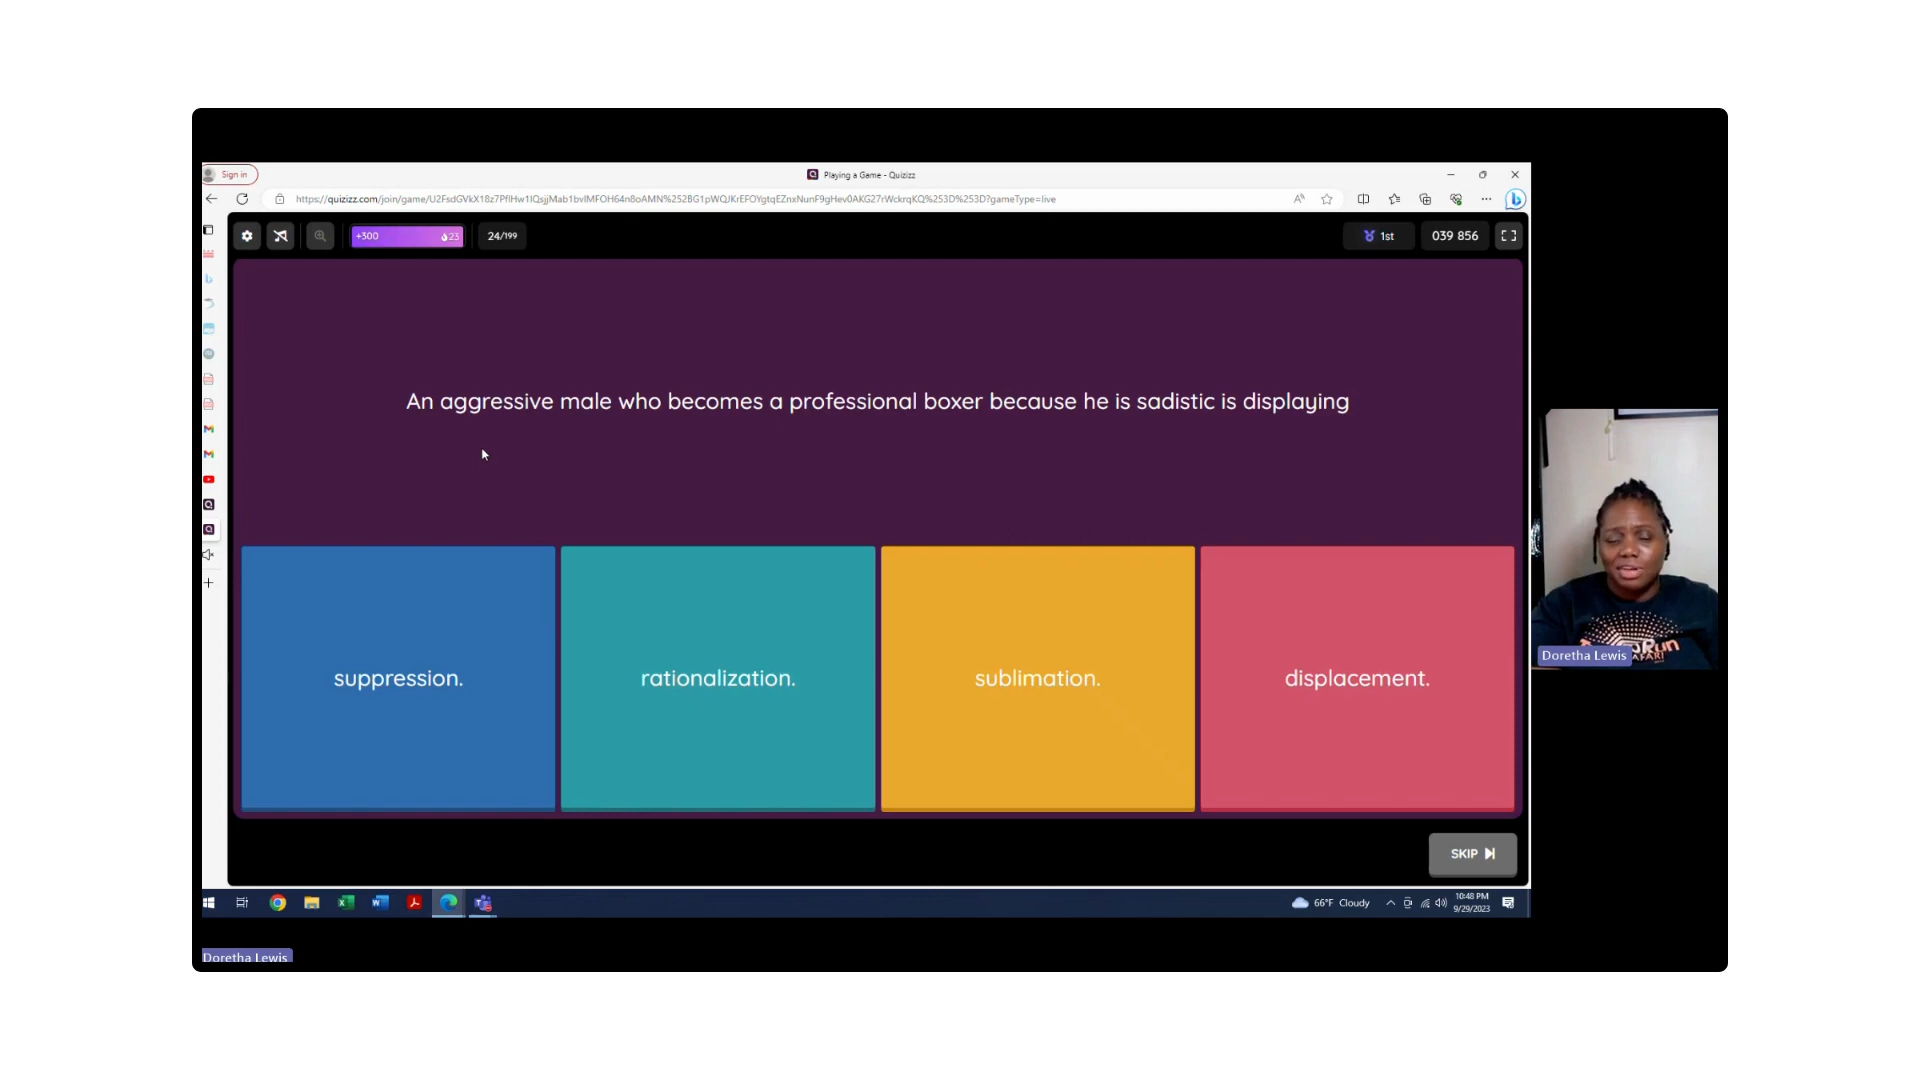 Sign in
Playing a Game - Quizizz
+300
23
24/199
1st
039 856
An aggressive male who becomes a professional boxer because he is sadistic is displaying
suppression.
rationalization.
sublimation.
displacement.
SKIP
Doretha Lewis
66°F Cloudy
10:48 PM
9/29/2023
Doretha Lewis